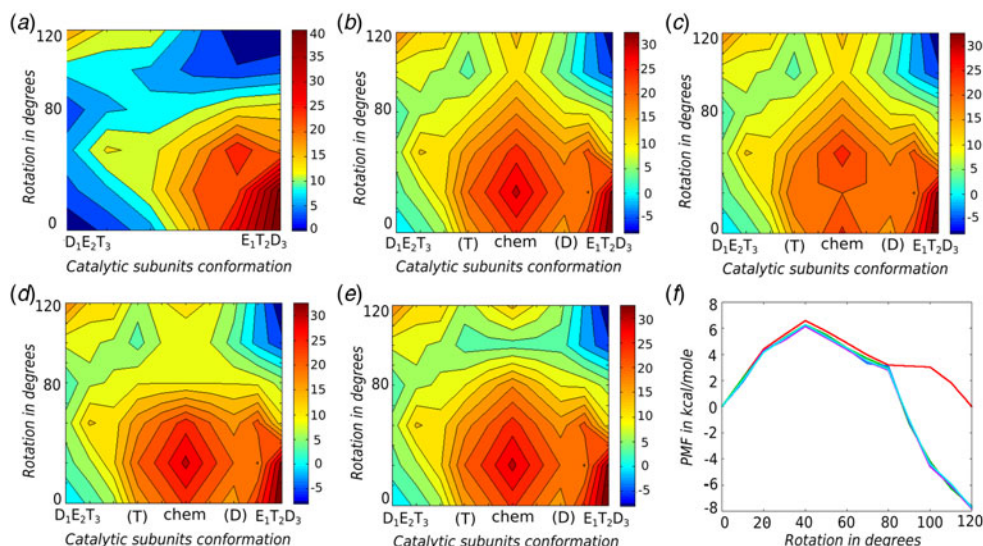 (a)
120
80
0
Rotation in degrees
D₁E₂T₃ E₁T₂D₃
Catalytic subunits conformation
40
35
30
25
20
15
10
5
0
(b)
120
80
0
Rotation in degrees
D₁E₂T₃ (T) chem (D) E₁T₂D₃
Catalytic subunits conformation
30
25
20
15
10
5
0
-5
(c)
120
80
0
Rotation in degrees
D₁E₂T₃ (T) chem (D) E₁T₂D₃
Catalytic subunits conformation
30
25
20
15
10
5
0
-5
(d)
120
80
0
Rotation in degrees
D₁E₂T₃ (T) chem (D) E₁T₂D₃
Catalytic subunits conformation
30
25
20
15
10
5
0
-5
(e)
120
80
0
Rotation in degrees
D₁E₂T₃ (T) chem (D) E₁T₂D₃
Catalytic subunits conformation
30
25
20
15
10
5
0
-5
(f)
8
6
4
2
0
-2
-4
-6
-8
PMF in kcal/mole
0 20 40 60 80 100 120
Rotation in degrees